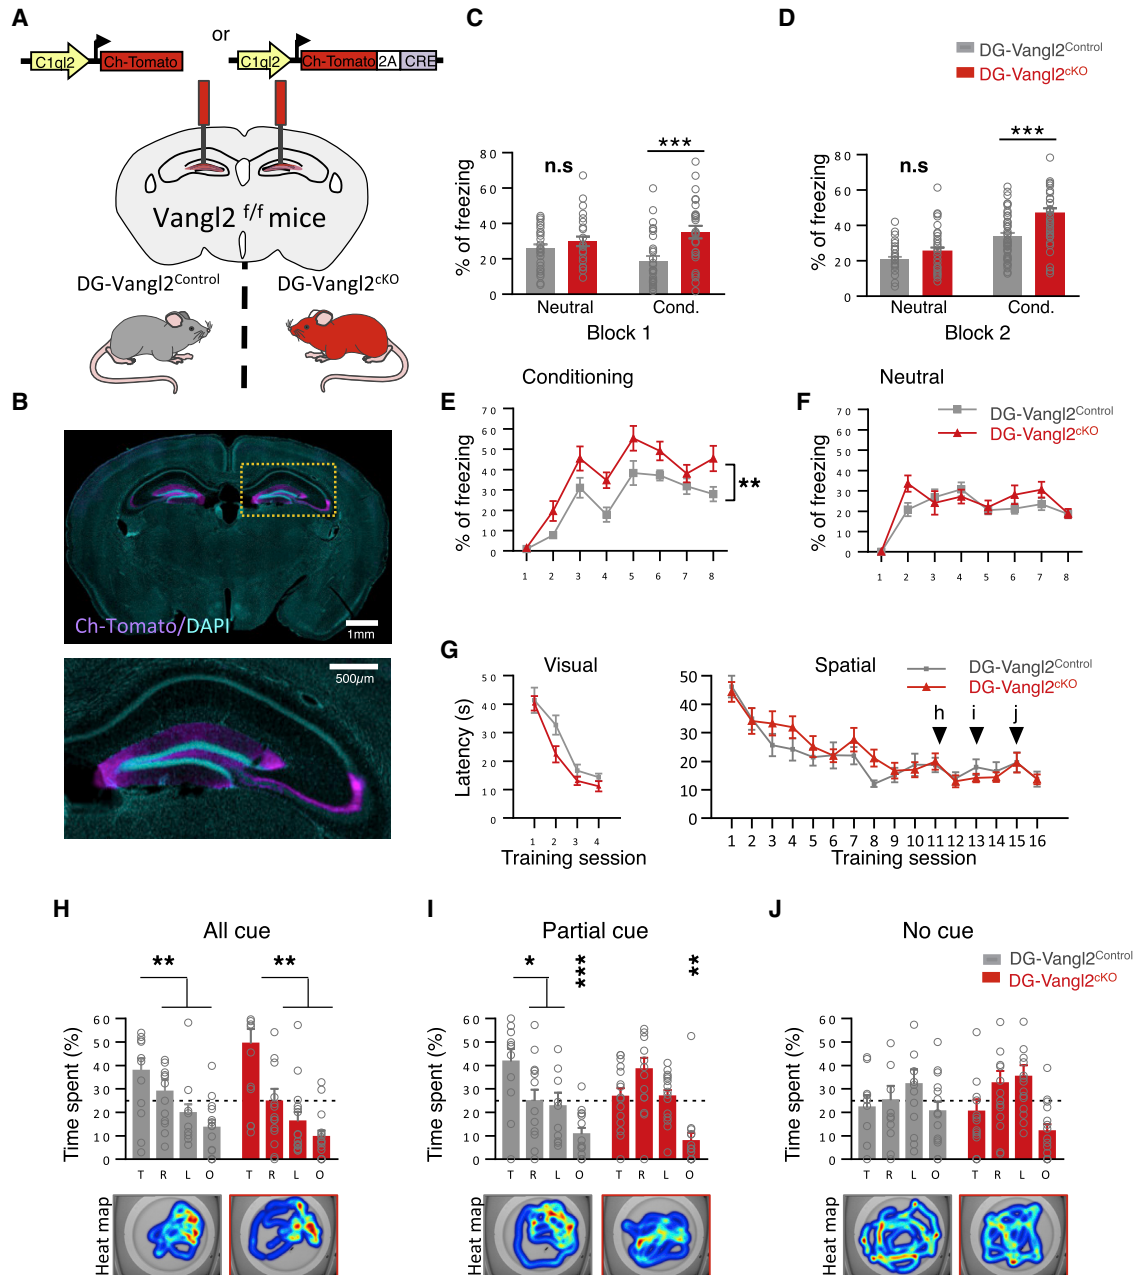 A
or
C1ql2
Ch-Tomato
C1ql2
Ch-Tomato
2A
CRE
Vangl2 f/f mice
DG-Vangl2Control
DG-Vangl2cKO
B
Ch-Tomato/DAPI
1mm
500µm
C
% of freezing
80
60
40
20
0
n.s
***
Neutral
Cond.
Block 1
D
DG-Vangl2Control
DG-Vangl2cKO
% of freezing
80
60
40
20
0
n.s
***
Neutral
Cond.
Block 2
E
Conditioning
% of freezing
70
60
50
40
30
20
10
0
**
1 2 3 4 5 6 7 8
F
Neutral
DG-Vangl2Control
DG-Vangl2cKO
% of freezing
70
60
50
40
30
20
10
0
1 2 3 4 5 6 7 8
G
Visual
Latency (s)
50
40
30
20
10
0
1 2 3 4
Training session
Spatial
DG-Vangl2Control
DG-Vangl2cKO
h i j
50
40
30
20
10
0
1 2 3 4 5 6 7 8 9 10 11 12 13 14 15 16
Training session
H
All cue
** **
Time spent (%)
60
50
40
30
20
10
0
T R L O T R L O
Heat map
I
Partial cue
* *** **
Time spent (%)
60
50
40
30
20
10
0
T R L O T R L O
Heat map
J
No cue
DG-Vangl2Control
DG-Vangl2cKO
Time spent (%)
60
50
40
30
20
10
0
T R L O T R L O
Heat map